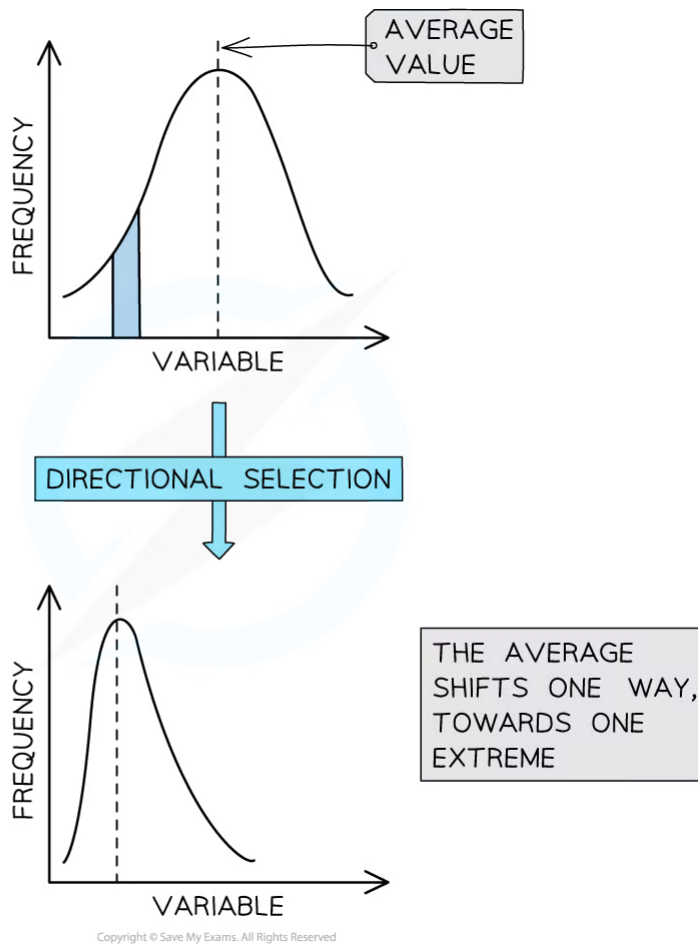 AVERAGE
VALUE
FREQUENCY
VARIABLE
DIRECTIONAL SELECTION
FREQUENCY
THE AVERAGE
SHIFTS ONE WAY,
TOWARDS ONE
EXTREME
VARIABLE
Copyright © Save My Exams. All Rights Reserved